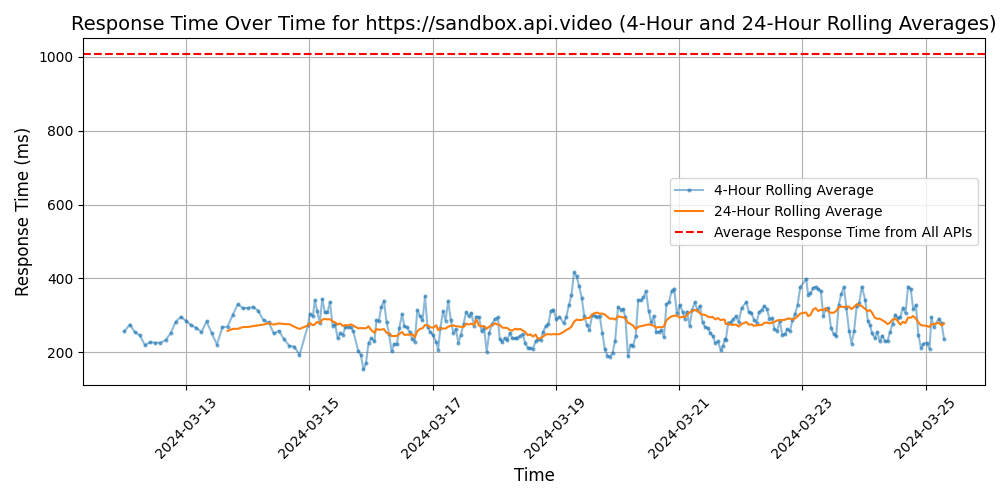 Response Time Over Time for https://sandbox.api.video (4-Hour and 24-Hour Rolling Averages)
Response Time (ms)
1000
800
600
400
200
4-Hour Rolling Average
24-Hour Rolling Average
Average Response Time from All APIs
2024-03-13
2024-03-15
2024-03-17
2024-03-19
2024-03-21
2024-03-23
2024-03-25
Time